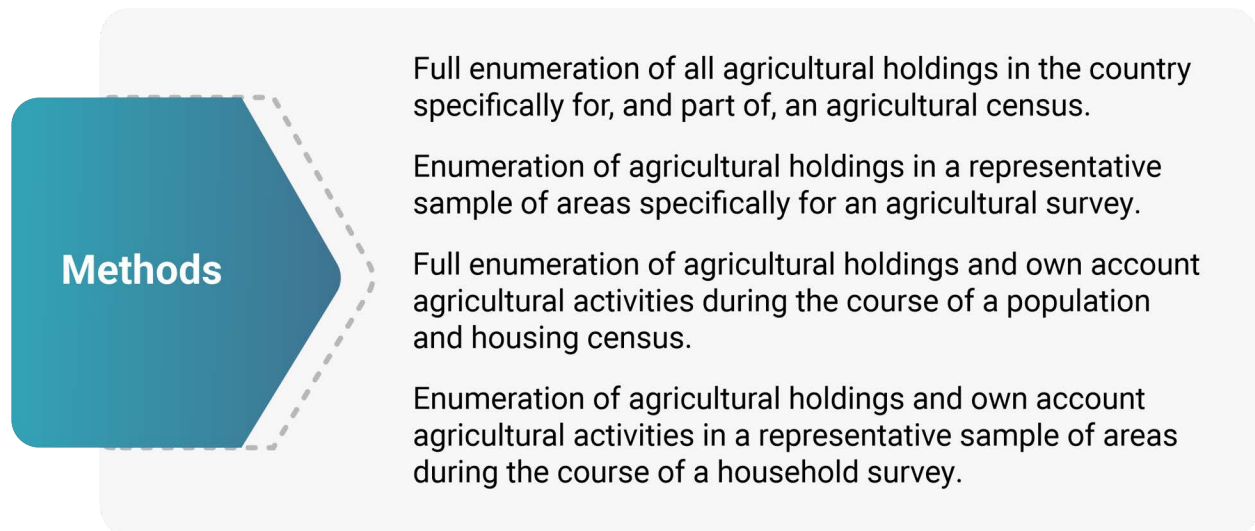 Methods
Full enumeration of all agricultural holdings in the country
specifically for, and part of, an agricultural census.
Enumeration of agricultural holdings in a representative
sample of areas specifically for an agricultural survey.
Full enumeration of agricultural holdings and own account
agricultural activities during the course of a population
and housing census.
Enumeration of agricultural holdings and own account
agricultural activities in a representative sample of areas
during the course of a household survey.